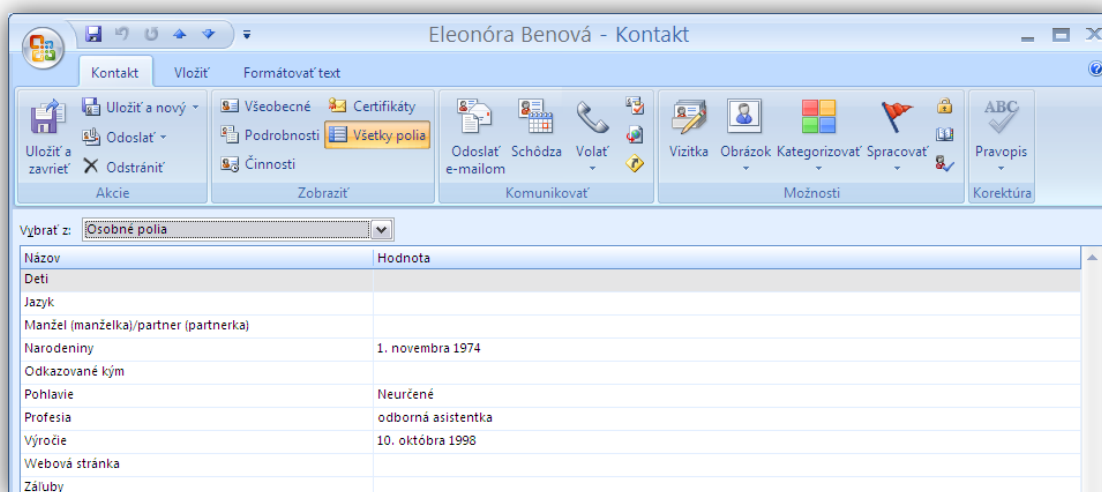 Eleonóra Benová - Kontakt
Kontakt Vložiť Formátovať text
Uložiť a zavrieť
Uložiť a nový
Odoslať
Odstrániť
Akcie
Všeobecné
Podrobnosti
Činnosti
Certifikáty
Všetky polia
Zobraziť
Odoslať e-mailom
Schôdza
Volať
Komunikovať
Vizitka
Obrázok
Kategorizovať
Spracovať
Možnosti
ABC
Pravopis
Korektúra
Vybrať z: Osobné polia
Názov Hodnota
Deti
Jazyk
Manžel (manželka)/partner (partnerka)
Narodeniny 1. novembra 1974
Odkazované kým
Pohlavie Neurčené
Profesia odborná asistentka
Výročie 10. októbra 1998
Webová stránka
Záľuby